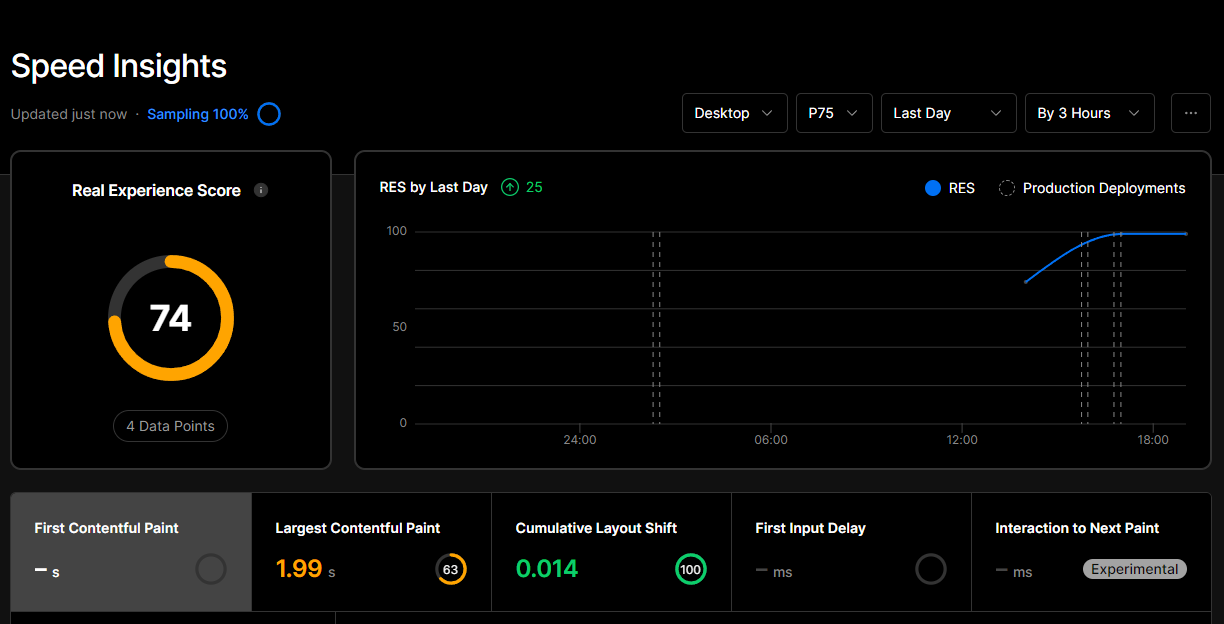 Speed Insights
Updated just now · Sampling 100%
Desktop
P75
Last Day
By 3 Hours
...
Real Experience Score
74
4 Data Points
RES by Last Day 25
RES
Production Deployments
100
50
0
24:00 06:00 12:00 18:00
First Contentful Paint
– s
Largest Contentful Paint
1.99 s
63
Cumulative Layout Shift
0.014
100
First Input Delay
– ms
Interaction to Next Paint
– ms
Experimental